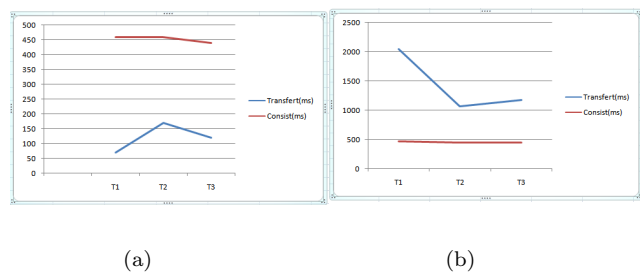 500
450
400
350
300
250
200
150
100
50
0
T1 T2 T3
Transfert(ms)
Consist(ms)
2500
2000
1500
1000
500
0
T1 T2 T3
Transfert(ms)
Consist(ms)
(a) (b)